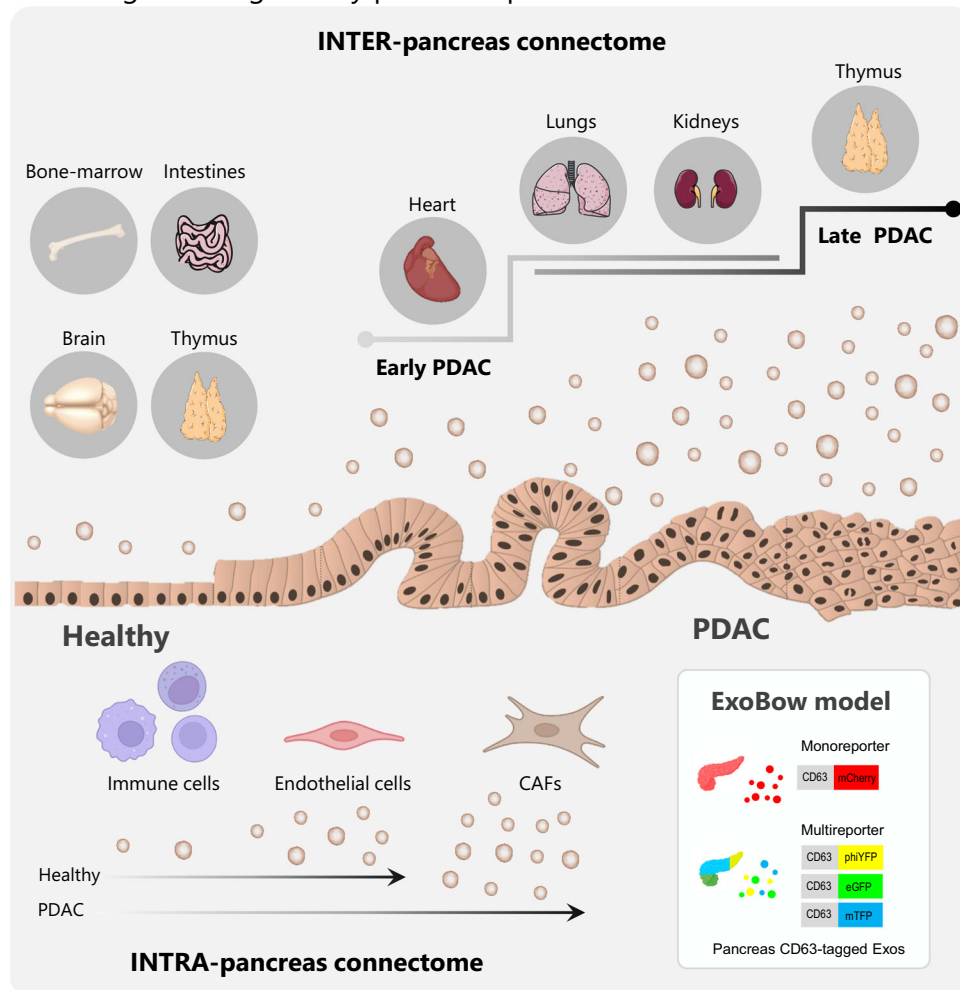 INTER-pancreas connectome
Thymus
Lungs
Kidneys
Bone-marrow
Intestines
Heart
Late PDAC
Brain
Thymus
Early PDAC
Healthy
PDAC
ExoBow model
Monoreporter
CD63
mCherry
Immune cells
Endothelial cells
CAFs
Multireporter
CD63
phiYFP
CD63
eGFP
CD63
mTFP
Healthy
PDAC
Pancreas CD63-tagged Exos
INTRA-pancreas connectome